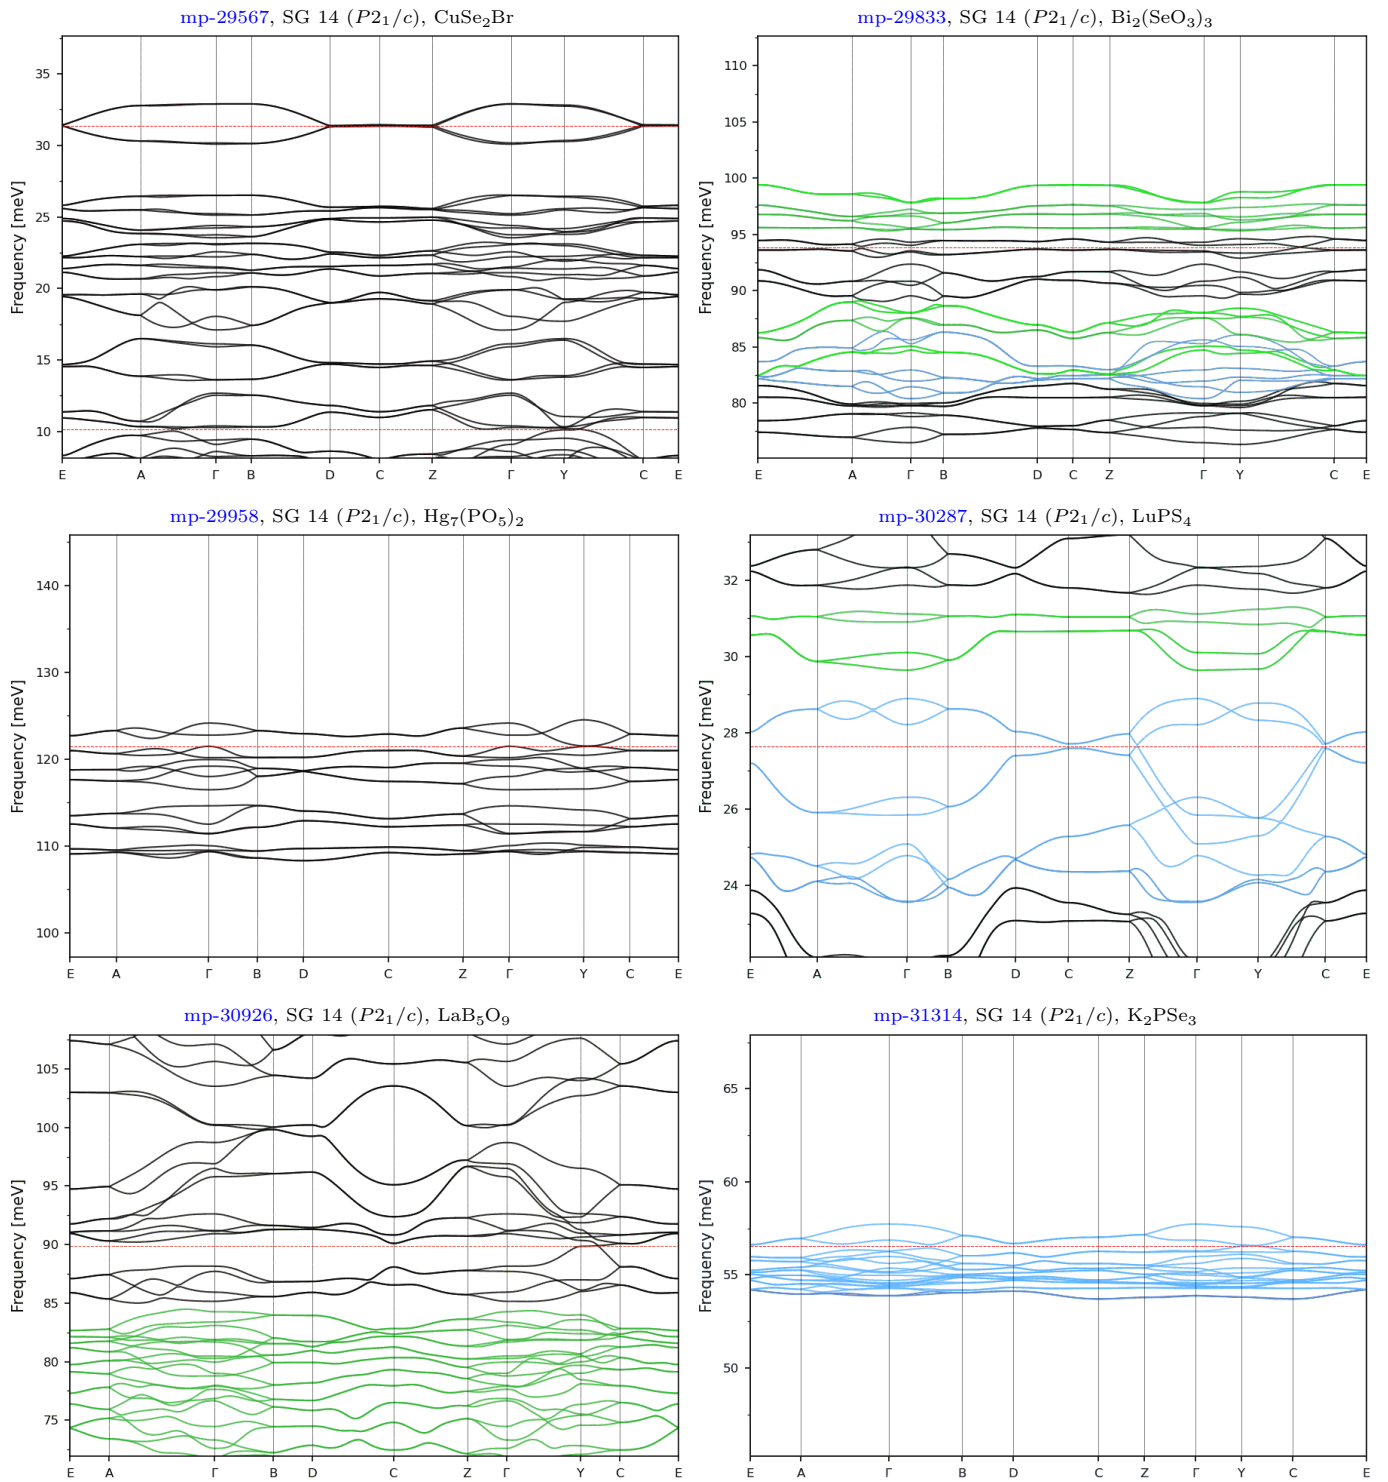 mp-29567, SG 14 (P2₁/c), CuSe₂Br
Frequency [meV]
35
30
25
20
15
10
E A Γ B D C Z Γ Y C E
mp-29833, SG 14 (P2₁/c), Bi₂(SeO₃)₃
Frequency [meV]
110
105
100
95
90
85
80
E A Γ B D C Z Γ Y C E
mp-29958, SG 14 (P2₁/c), Hg₇(PO₅)₂
Frequency [meV]
140
130
120
110
100
E A Γ B D C Z Γ Y C E
mp-30287, SG 14 (P2₁/c), LuPS₄
Frequency [meV]
32
30
28
26
24
E A Γ B D C Z Γ Y C E
mp-30926, SG 14 (P2₁/c), LaB₅O₉
Frequency [meV]
105
100
95
90
85
80
75
E A Γ B D C Z Γ Y C E
mp-31314, SG 14 (P2₁/c), K₂PSe₃
Frequency [meV]
65
60
55
50
E A Γ B D C Z Γ Y C E